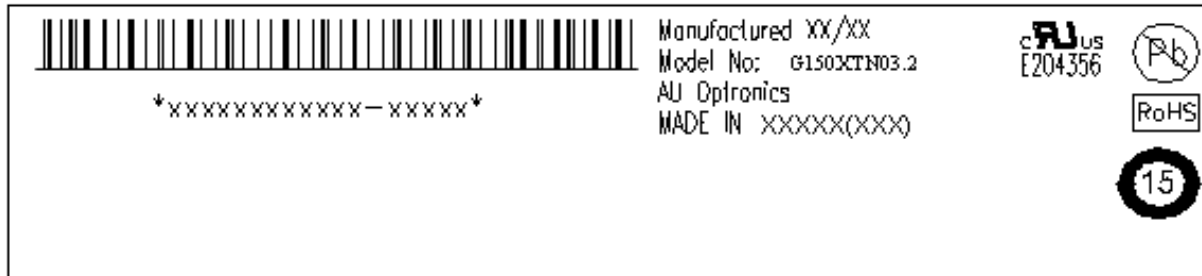 Manufactured XX/XX
Model No: G150XTN03.2
AU Optronics
MADE IN XXXXX(XXX)
*xxxxxxxxxxxx-xxxxx*
c RU us
E204356
Pb
RoHS
15